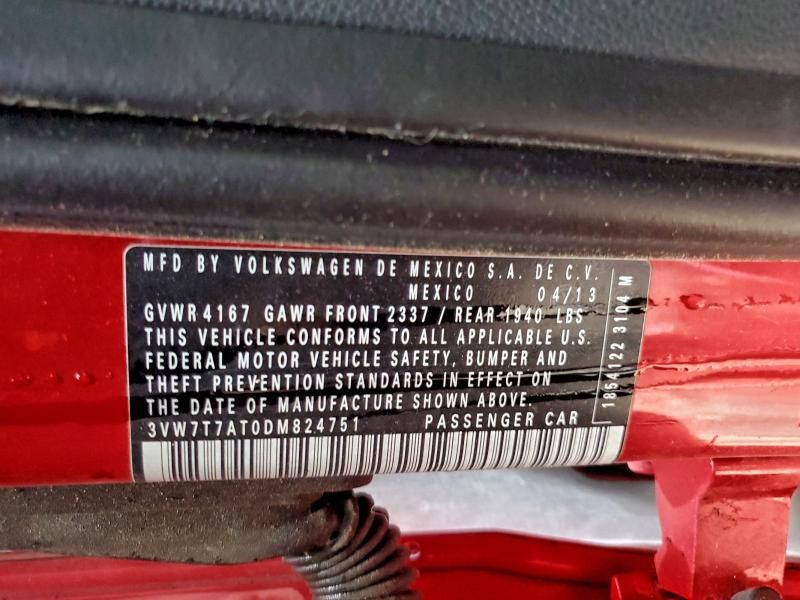 MFD BY VOLKSWAGEN DE MEXICO S.A. DE C.V.
MEXICO 04/13
GVWR 4167 GAWR FRONT 2337 / REAR 1940 LBS
THIS VEHICLE CONFORMS TO ALL APPLICABLE U.S.
FEDERAL MOTOR VEHICLE SAFETY, BUMPER AND
THEFT PREVENTION STANDARDS IN EFFECT ON
THE DATE OF MANUFACTURE SHOWN ABOVE.
3VW7T7AT0DM824751 PASSENGER CAR
1854122 3104 M